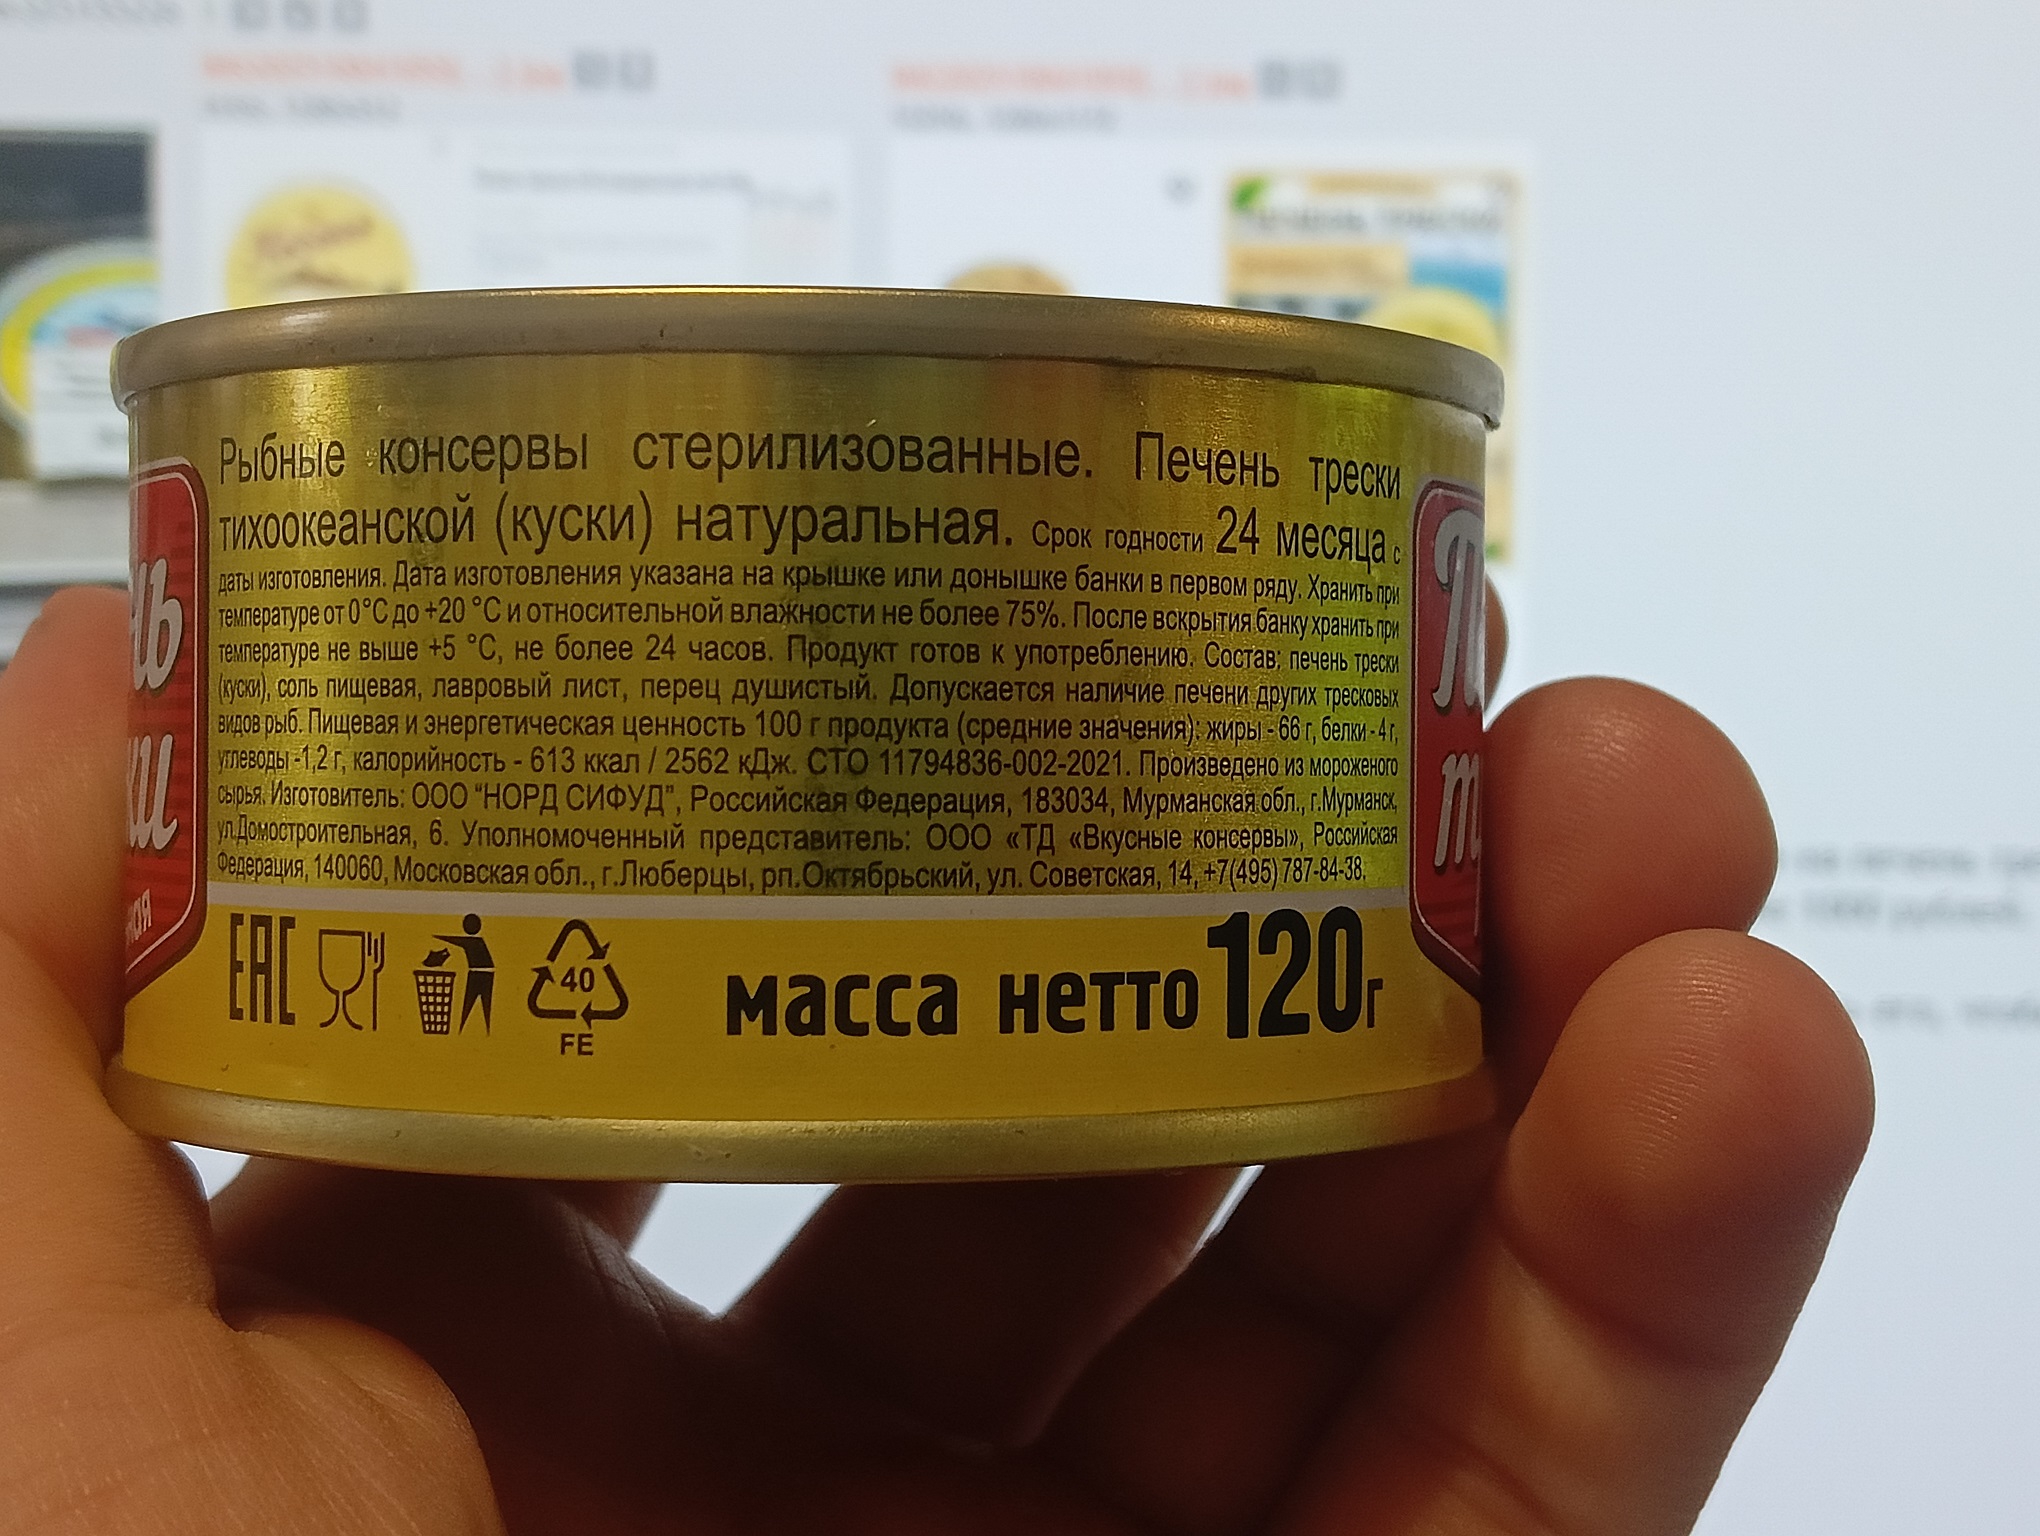 Рыбные консервы стерилизованные. Печень трески
тихоокеанской (куски) натуральная. Срок годности 24 месяца с
даты изготовления. Дата изготовления указана на крышке или донышке банки в первом ряду. Хранить при
температуре от 0°С до +20 °С и относительной влажности не более 75%. После вскрытия банку хранить при
температуре не выше +5 °С, не более 24 часов. Продукт готов к употреблению. Состав: печень трески
(куски), соль пищевая, лавровый лист, перец душистый. Допускается наличие печени других тресковых
видов рыб. Пищевая и энергетическая ценность 100 г продукта (средние значения): жиры - 66 г, белки - 4 г,
углеводы -1,2 г, калорийность - 613 ккал / 2562 кДж. СТО 11794836-002-2021. Произведено из мороженого
сырья. Изготовитель: ООО "НОРД СИФУД", Российская Федерация, 183034, Мурманская обл., г.Мурманск,
ул.Домостроительная, 6. Уполномоченный представитель: ООО «ТД «Вкусные консервы», Российская
Федерация, 140060, Московская обл., г.Люберцы, рп.Октябрьский, ул. Советская, 14, +7(495) 787-84-38.
ЕАС
40
FE
масса нетто 120г